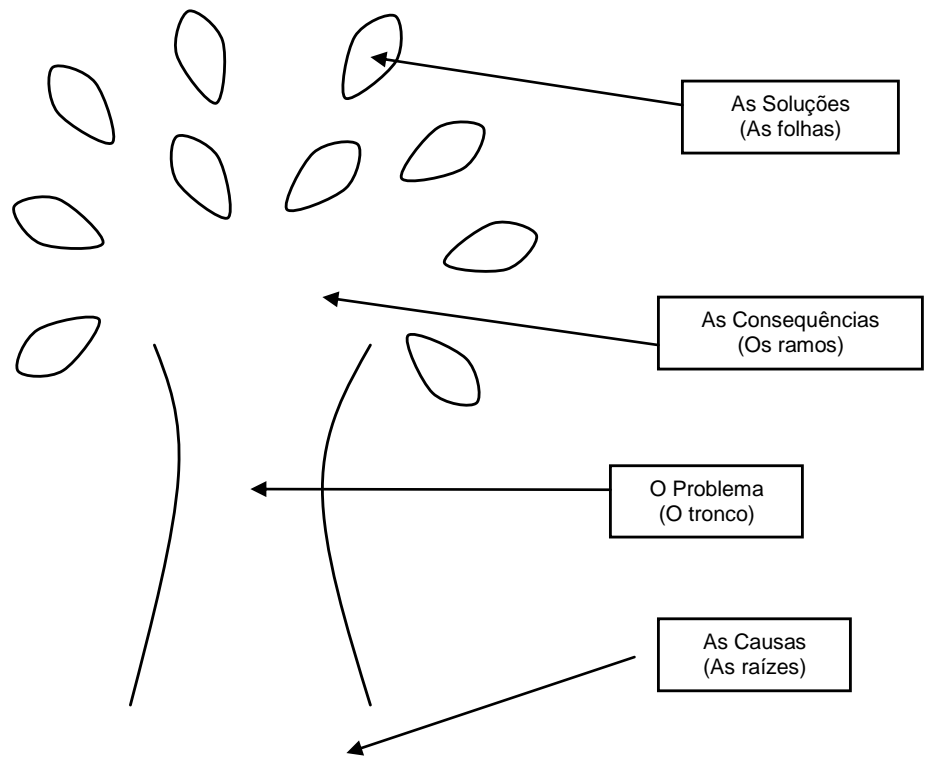 As Soluções
(As folhas)
As Consequências
(Os ramos)
O Problema
(O tronco)
As Causas
(As raízes)